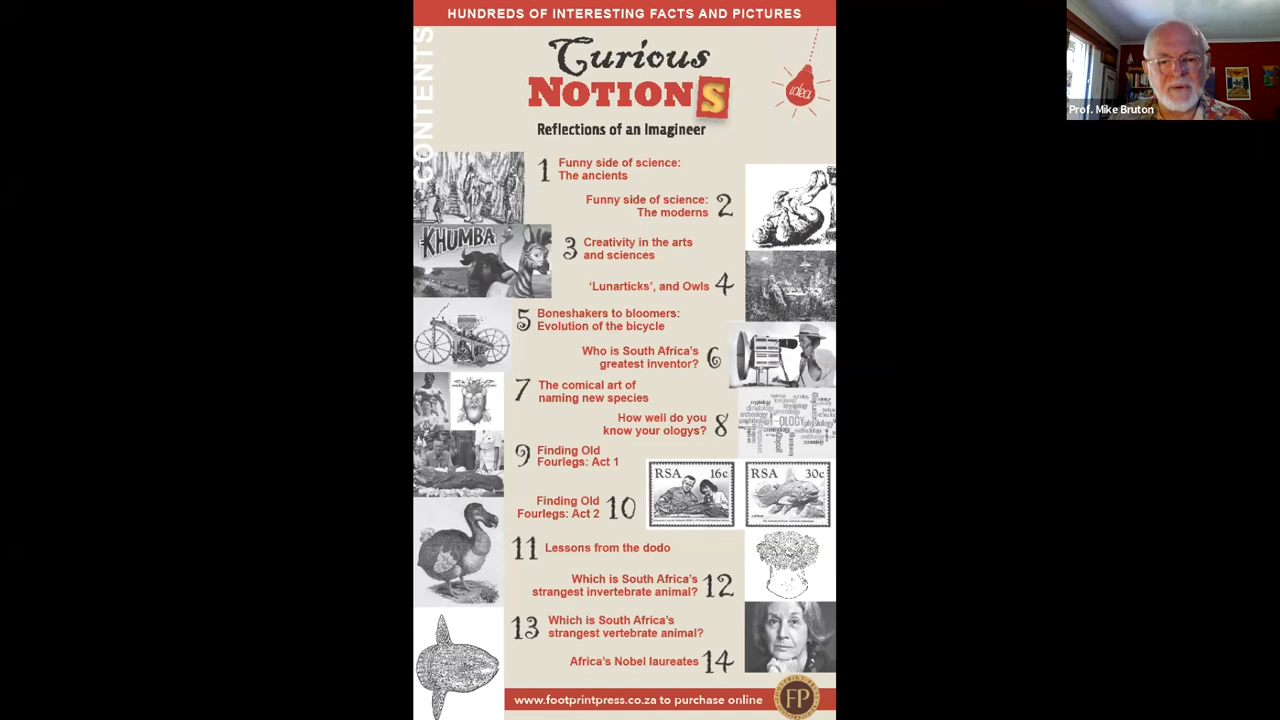 HUNDREDS OF INTERESTING FACTS AND PICTURES
CONTENTS
Curious
NOTIONS
idea
Reflections of an Imagineer
1 Funny side of science:
The ancients
Funny side of science:
The moderns 2
KHUMBA
3 Creativity in the arts
and sciences
‘Lunarticks’, and Owls 4
5 Boneshakers to bloomers:
Evolution of the bicycle
Who is South Africa’s
greatest inventor? 6
7 The comical art of
naming new species
How well do you
know your ologys? 8
9 Finding Old
Fourlegs: Act 1
RSA 16c
RSA 30c
Finding Old
Fourlegs: Act 2 10
11 Lessons from the dodo
Which is South Africa’s
strangest invertebrate animal? 12
13 Which is South Africa’s
strangest vertebrate animal?
Africa’s Nobel laureates 14
www.footprintpress.co.za to purchase online
FP
Prof. Mike Bruton